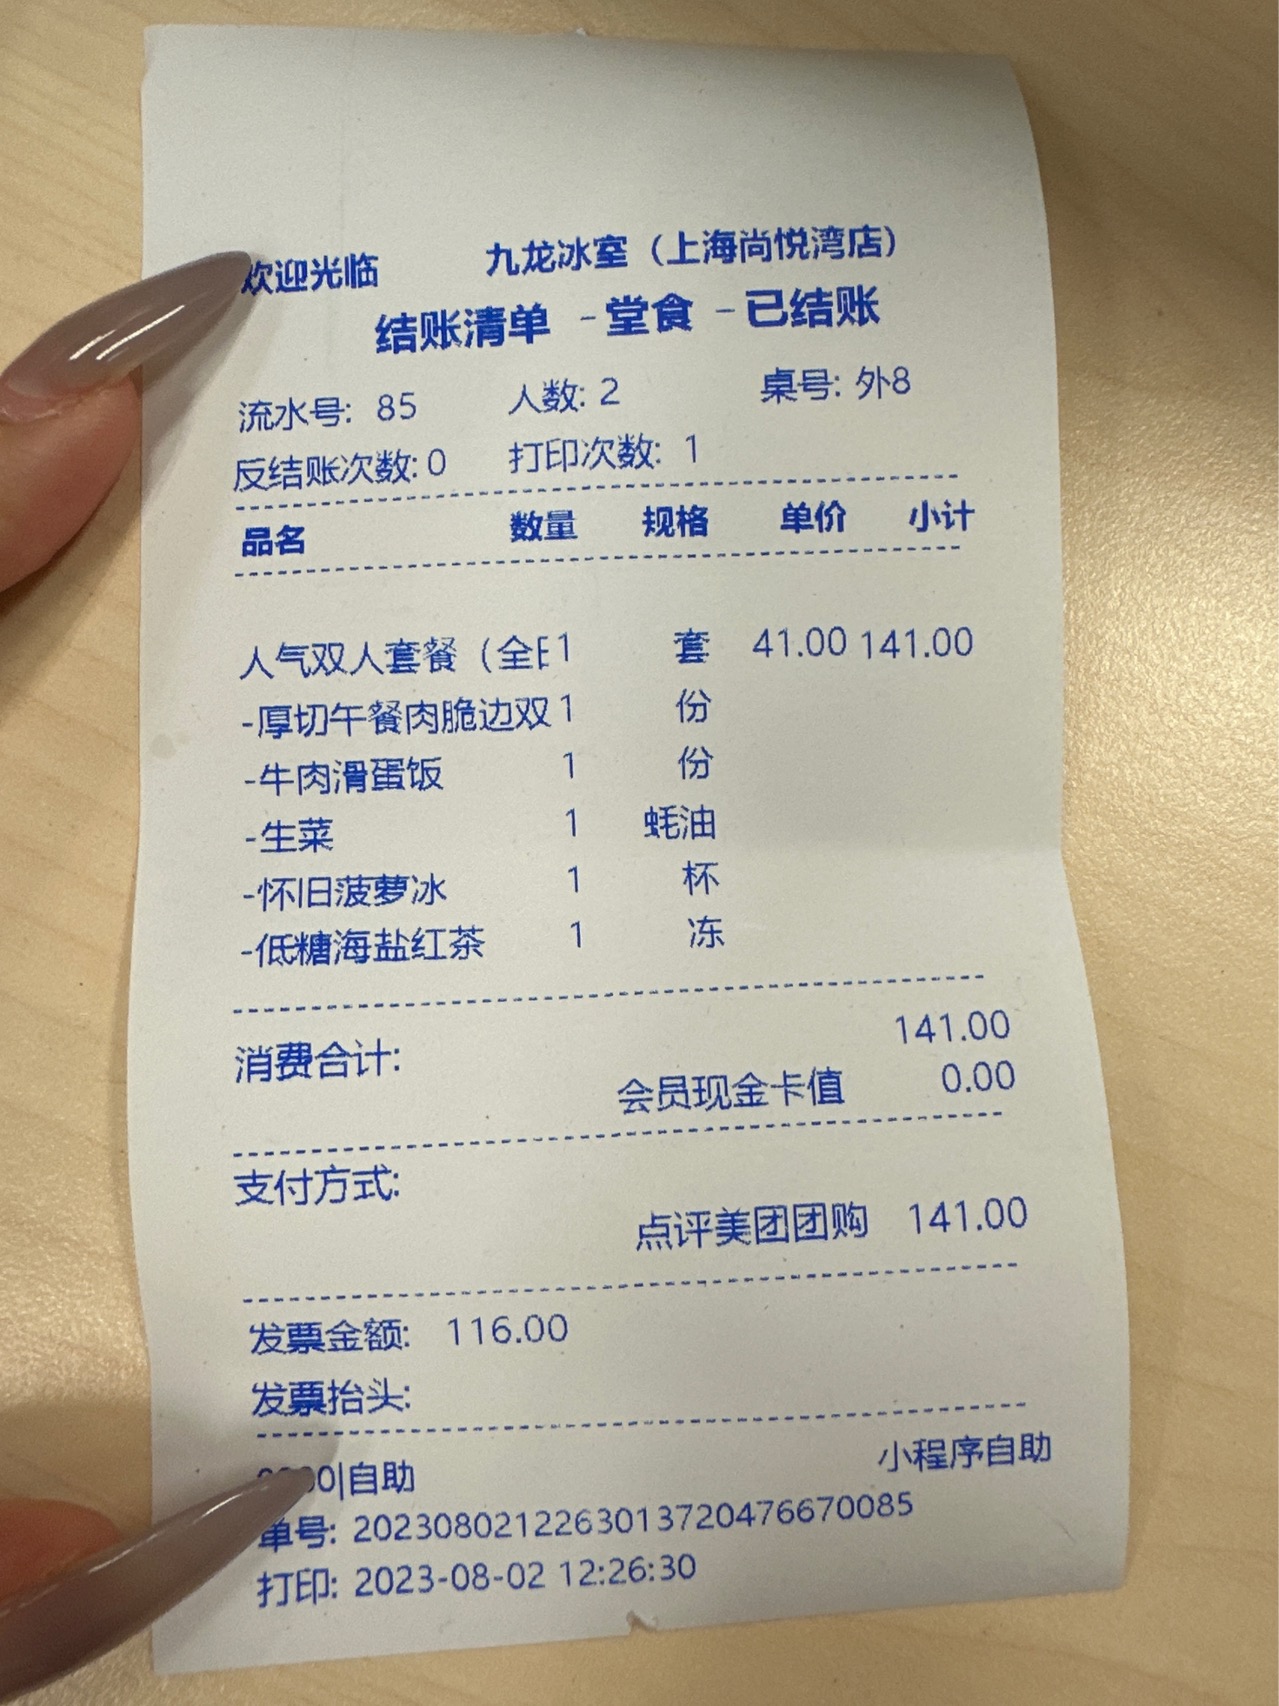 欢迎光临 九龙冰室（上海尚悦湾店）
结账清单 -堂食 -已结账
流水号: 85 人数: 2 桌号: 外8
反结账次数:0 打印次数: 1
品名 数量 规格 单价 小计
人气双人套餐（全 1 套 41.00 141.00
-厚切午餐肉脆边双 1 份
-牛肉滑蛋饭 1 份
-生菜 1 蚝油
-怀旧菠萝冰 1 杯
-低糖海盐红茶 1 冻
消费合计: 141.00
会员现金卡值 0.00
支付方式:
点评美团团购 141.00
发票金额: 116.00
发票抬头:
|自助 小程序自助
单号: 20230802122630137204766​70085
打印: 2023-08-02 12:26:30